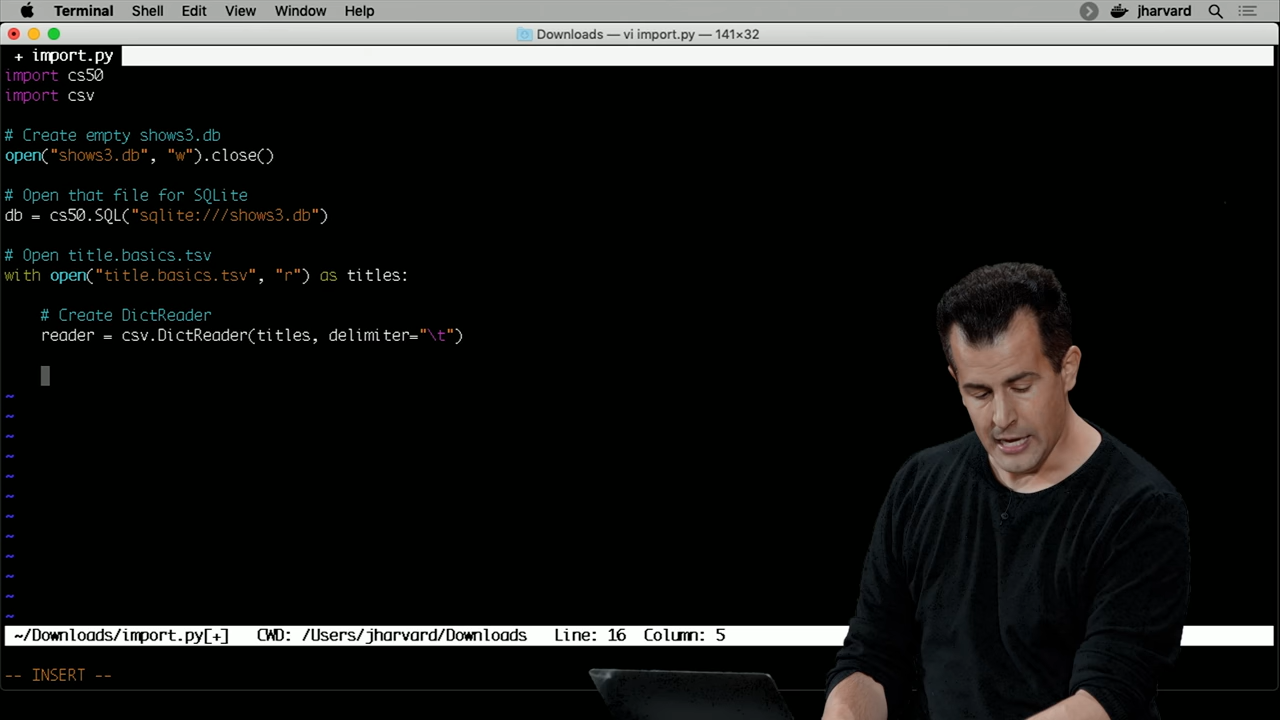 Terminal Shell Edit View Window Help jharvard
Downloads — vi import.py — 141×32
+ import.py
import cs50
import csv
# Create empty shows3.db
open("shows3.db", "w").close()
# Open that file for SQLite
db = cs50.SQL("sqlite:///shows3.db")
# Open title.basics.tsv
with open("title.basics.tsv", "r") as titles:
# Create DictReader
reader = csv.DictReader(titles, delimiter="\t")
~
~
~
~
~
~
~
~
~
~
~
~
~/Downloads/import.py[+] CWD: /Users/jharvard/Downloads Line: 16 Column: 5
-- INSERT --